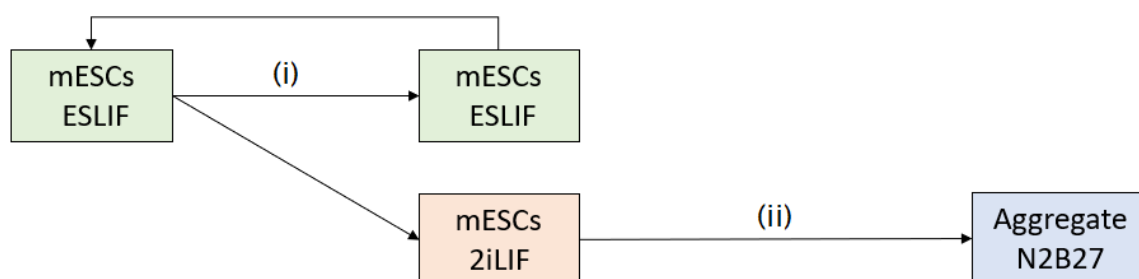 mESCs
ESLIF
(i)
mESCs
ESLIF
mESCs
2iLIF
(ii)
Aggregate
N2B27